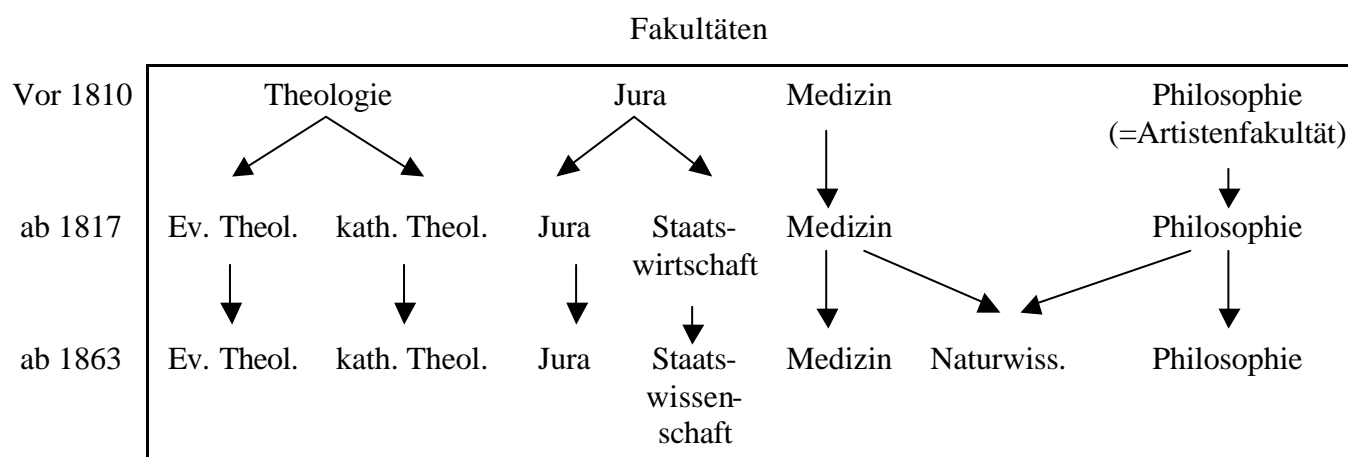 Fakultäten
Vor 1810 Theologie Jura Medizin Philosophie
(=Artistenfakultät)
ab 1817 Ev. Theol. kath. Theol. Jura Staats- Medizin Philosophie
wirtschaft
ab 1863 Ev. Theol. kath. Theol. Jura Staats- Medizin Naturwiss. Philosophie
wissen-
schaft